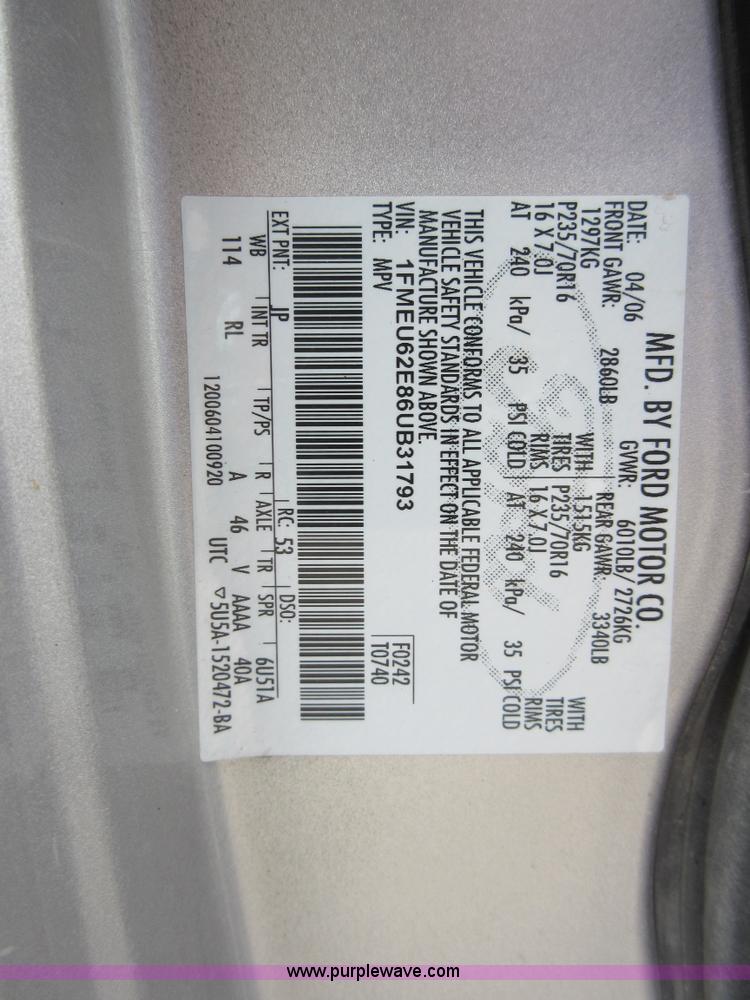 MFD. BY FORD MOTOR CO.
DATE: 04/06 GVWR: 6010LB/ 2726KG
FRONT GAWR: 2860LB REAR GAWR: 3340LB
1297KG WITH 1515KG WITH
P235/70R16 TIRES P235/70R16 TIRES
16 X 7.0J RIMS 16 X 7.0J RIMS
AT 240 kPa/ 35 PSI COLD AT 240 kPa/ 35 PSI COLD
THIS VEHICLE CONFORMS TO ALL APPLICABLE FEDERAL MOTOR
VEHICLE SAFETY STANDARDS IN EFFECT ON THE DATE OF
MANUFACTURE SHOWN ABOVE.
VIN: 1FMEU62E86UB31793 F0242
TYPE: MPV T0740
EXT PNT: JP RC: 53 DSO:
WB INT TR TP/PS R AXLE TR SPR 6U51A
114 RL A 46 V AAAA 40A
1200604100920 UTC ▽5U5A-1520472-BA
www.purplewave.com